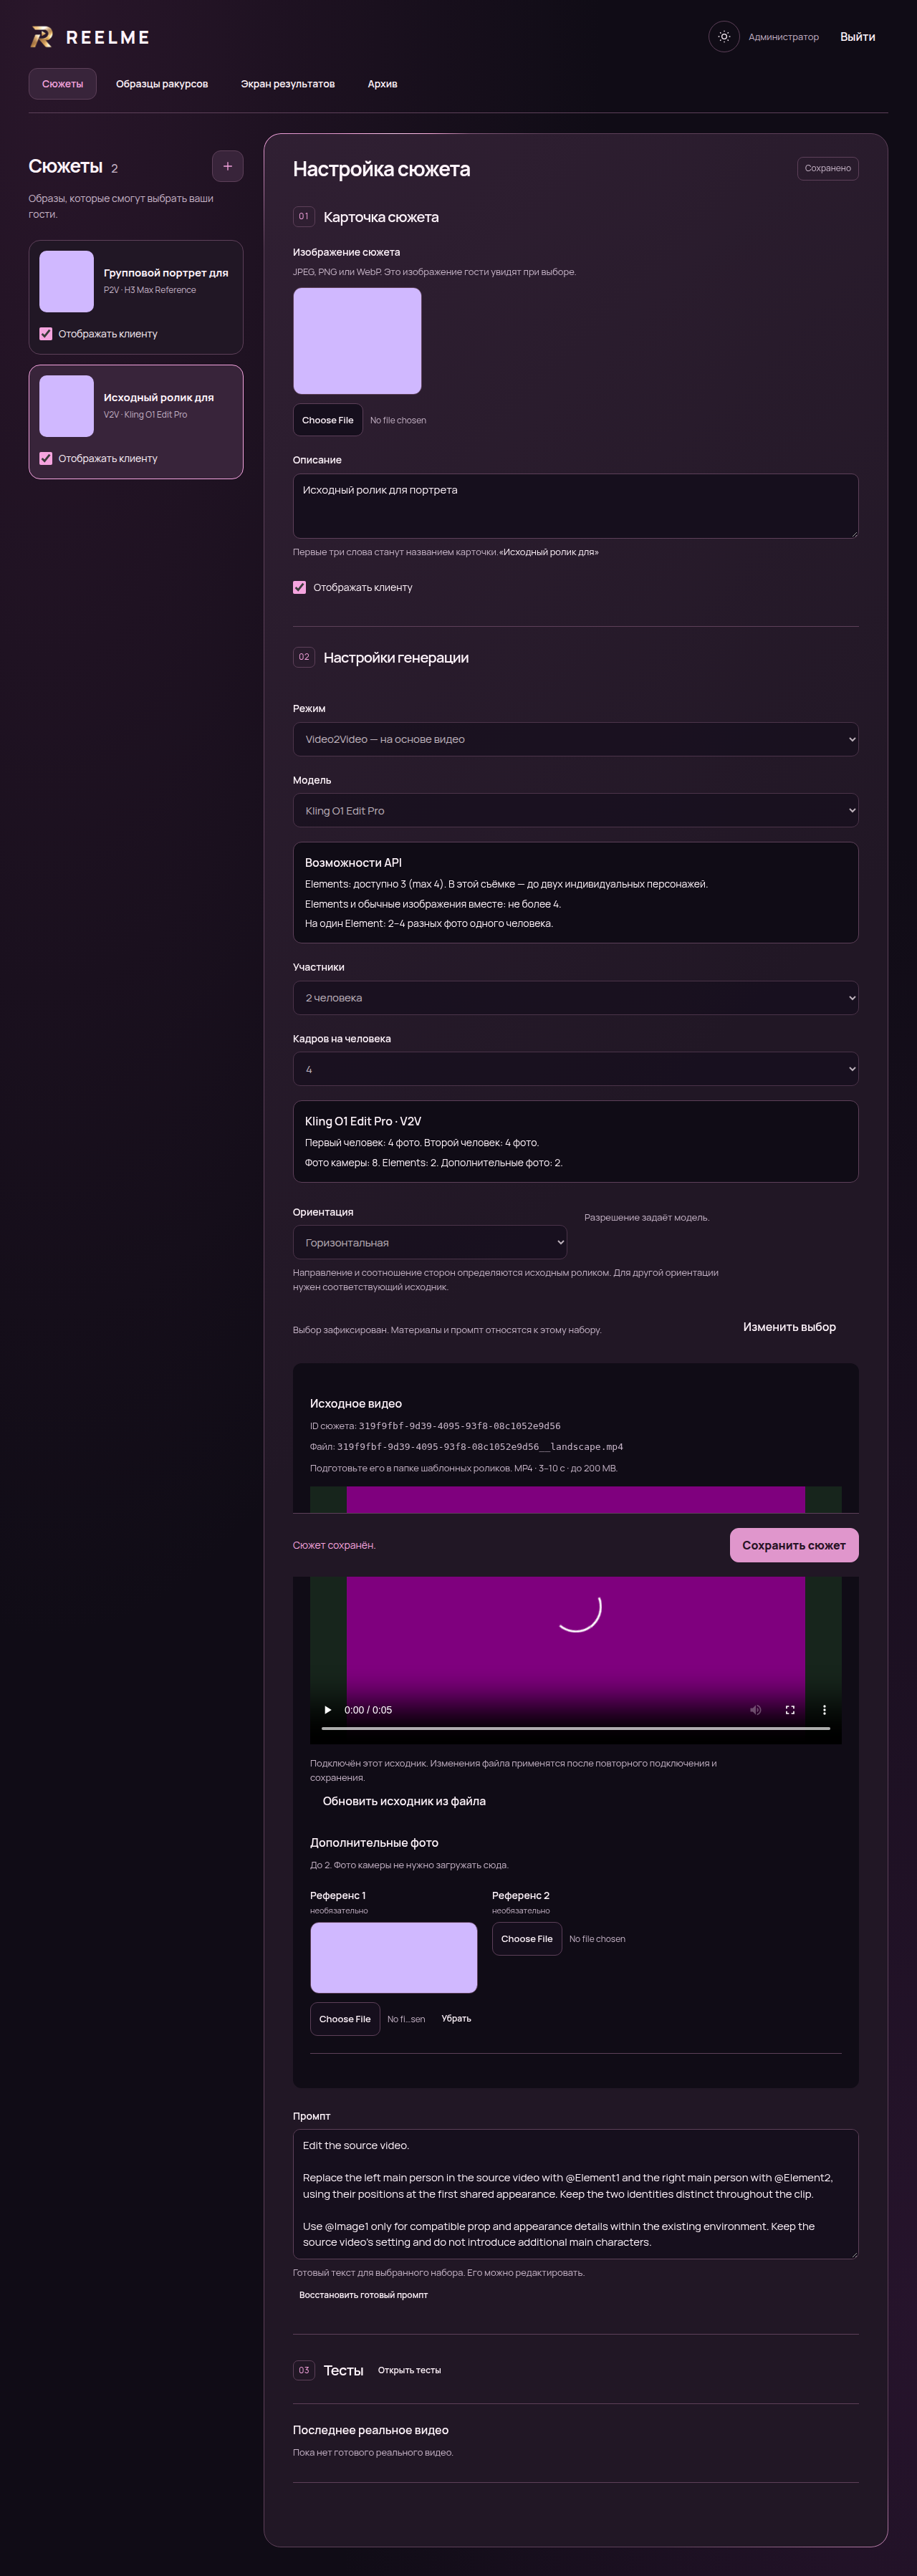 REELME
Администратор
Выйти
Сюжеты
Образцы ракурсов
Экран результатов
Архив
Сюжеты 2
+
Образы, которые смогут выбрать ваши
гости.
Групповой портрет для
P2V · H3 Max Reference
Отображать клиенту
Исходный ролик для
V2V · Kling O1 Edit Pro
Отображать клиенту
Настройка сюжета
Сохранено
01 Карточка сюжета
Изображение сюжета
JPEG, PNG или WebP. Это изображение гости увидят при выборе.
Choose File No file chosen
Описание
Исходный ролик для портрета
Первые три слова станут названием карточки.«Исходный ролик для»
Отображать клиенту
02 Настройки генерации
Режим
Video2Video — на основе видео
Модель
Kling O1 Edit Pro
Возможности API
Elements: доступно 3 (max 4). В этой съёмке — до двух индивидуальных персонажей.
Elements и обычные изображения вместе: не более 4.
На один Element: 2–4 разных фото одного человека.
Участники
2 человека
Кадров на человека
4
Kling O1 Edit Pro · V2V
Первый человек: 4 фото. Второй человек: 4 фото.
Фото камеры: 8. Elements: 2. Дополнительные фото: 2.
Ориентация
Разрешение задаёт модель.
Горизонтальная
Направление и соотношение сторон определяются исходным роликом. Для другой ориентации
нужен соответствующий исходник.
Выбор зафиксирован. Материалы и промпт относятся к этому набору.
Изменить выбор
Исходное видео
ID сюжета: 319f9fbf-9d39-4095-93f8-08c1052e9d56
Файл: 319f9fbf-9d39-4095-93f8-08c1052e9d56__landscape.mp4
Подготовьте его в папке шаблонных роликов. MP4 · 3–10 с · до 200 MB.
Сюжет сохранён.
Сохранить сюжет
0:00 / 0:05
Подключён этот исходник. Изменения файла применятся после повторного подключения и
сохранения.
Обновить исходник из файла
Дополнительные фото
До 2. Фото камеры не нужно загружать сюда.
Референс 1
необязательно
Choose File No fi...sen Убрать
Референс 2
необязательно
Choose File No file chosen
Промпт
Edit the source video.
Replace the left main person in the source video with @Element1 and the right main person with @Element2,
using their positions at the first shared appearance. Keep the two identities distinct throughout the clip.
Use @Image1 only for compatible prop and appearance details within the existing environment. Keep the
source video's setting and do not introduce additional main characters.
Готовый текст для выбранного набора. Его можно редактировать.
Восстановить готовый промпт
03 Тесты Открыть тесты
Последнее реальное видео
Пока нет готового реального видео.